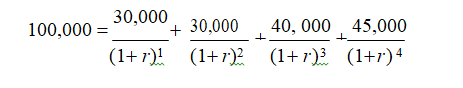 100,000 = 30,000 + 30,000 + 40, 000 + 45,000
(1+ r)¹ (1+ r)² (1+ r)³ (1+r) ⁴